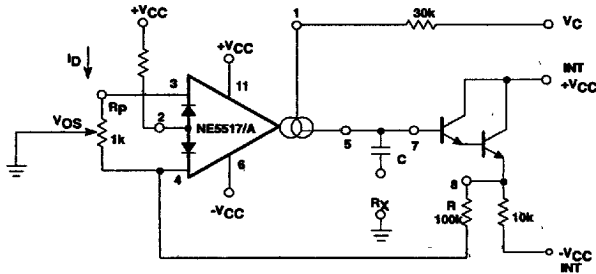 +VCC
1
30k
VC
ID
+VCC
INT
+VCC
3
11
RP
VOS
2
NE5517/A
1k
5
7
C
4
6
-VCC
RX
8
R
100k
10k
-VCC
INT